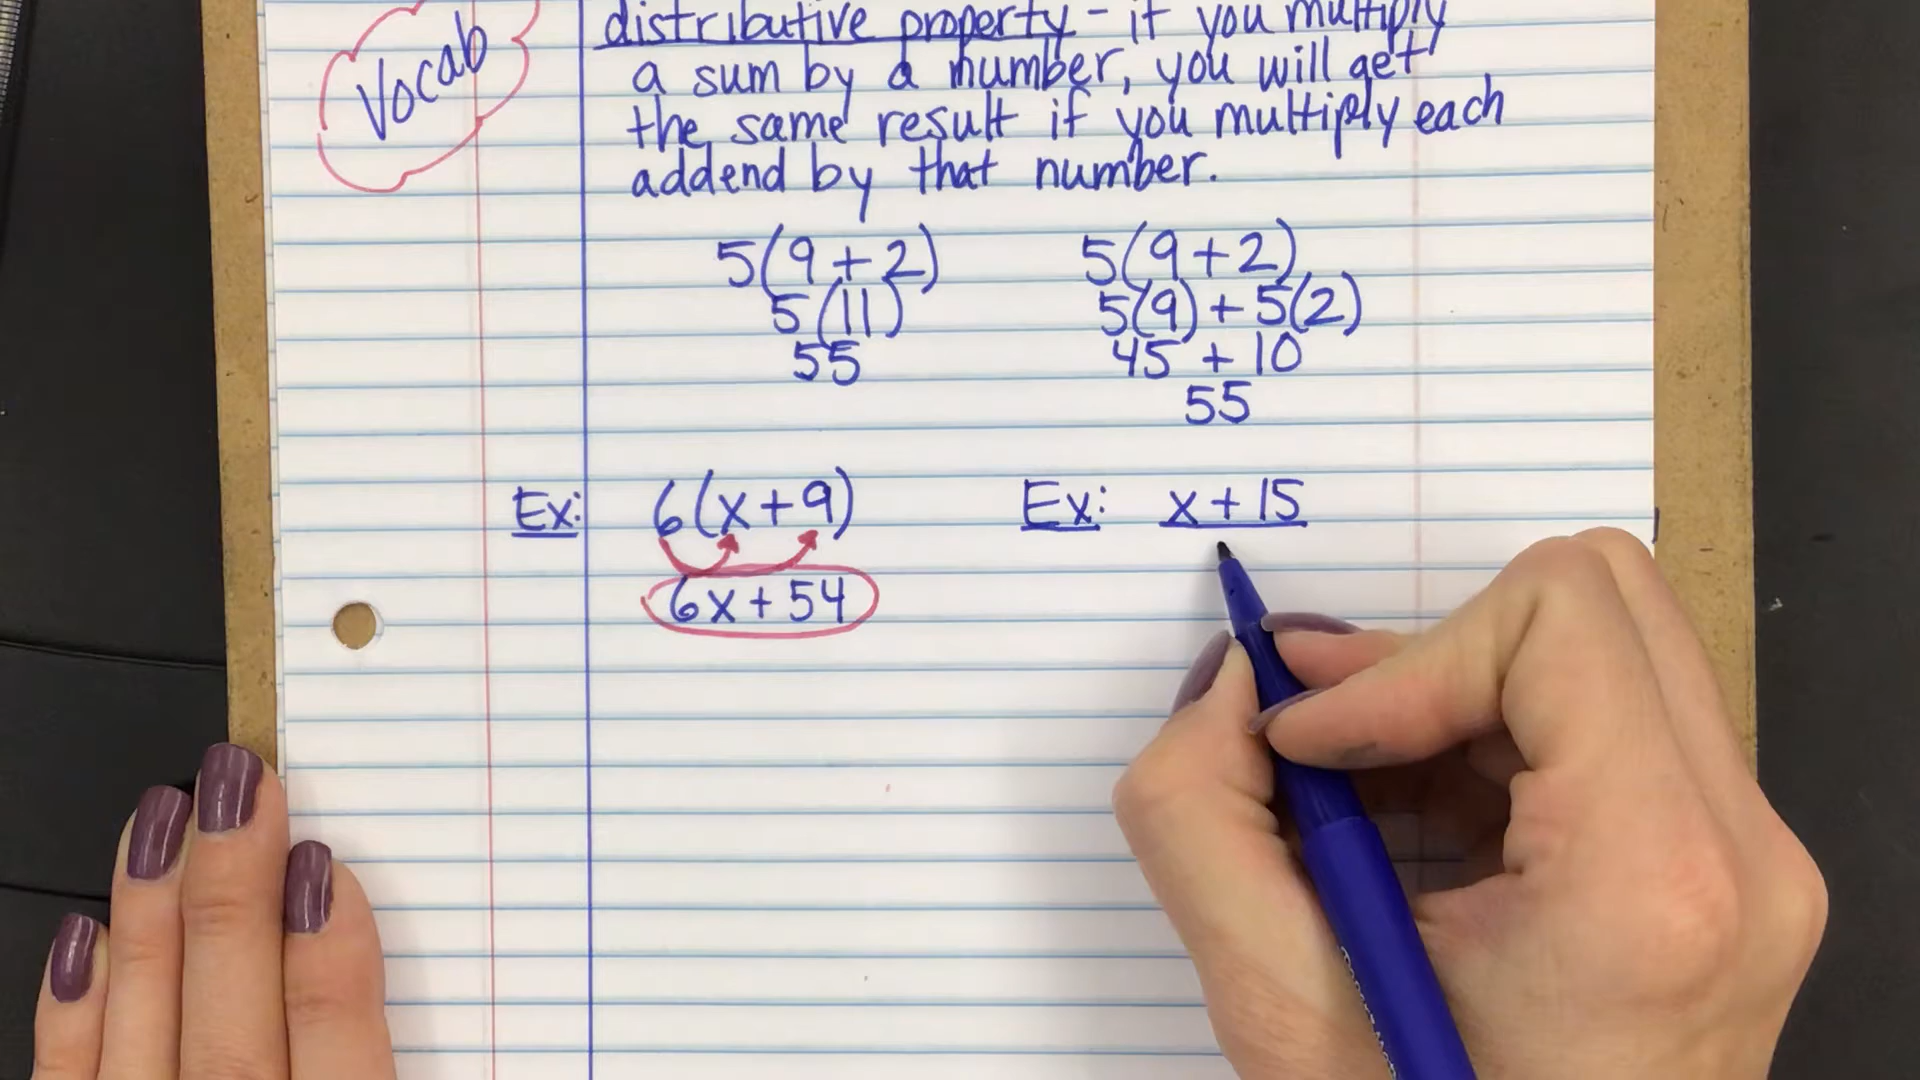 Vocab
distributive property - if you multiply
a sum by a number, you will get
the same result if you multiply each
addend by that number.
5(9+2)
5(11)
55
5(9+2)
5(9) + 5(2)
45 + 10
55
Ex: 6(x+9)
6x+54
Ex: x+15